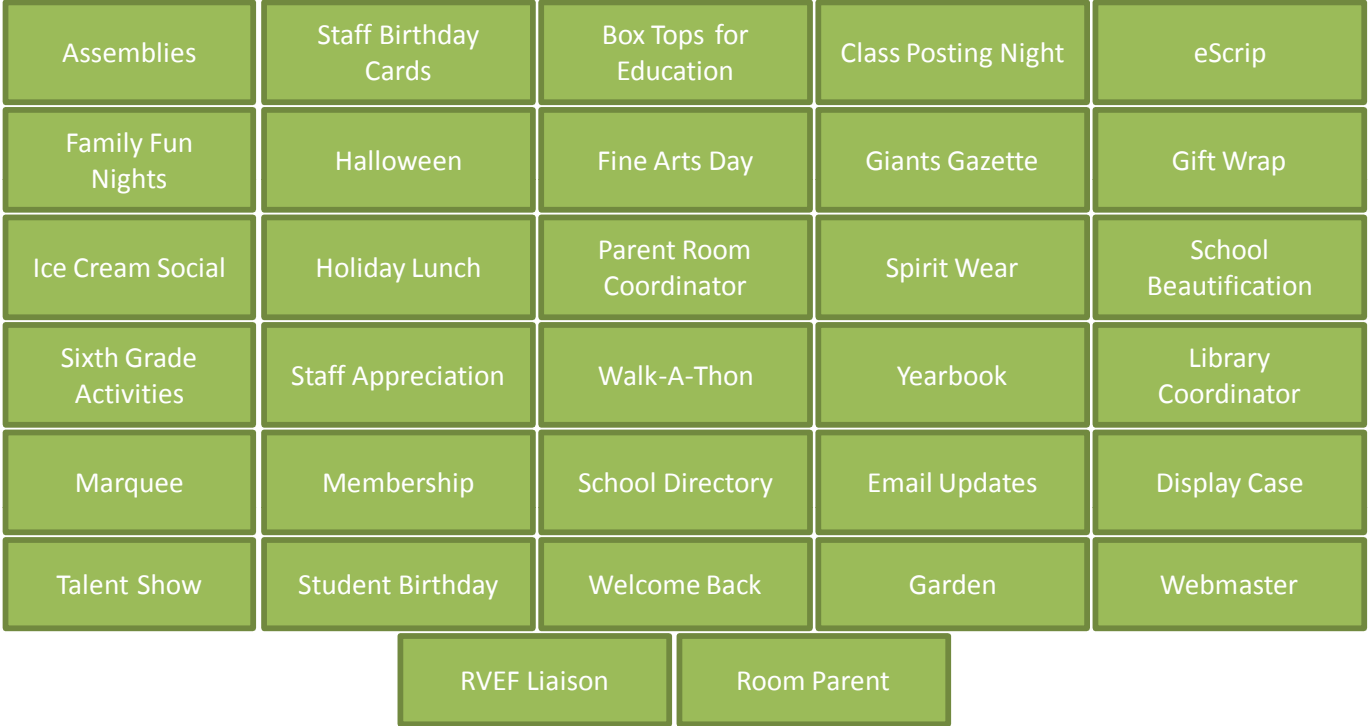 Assemblies
Staff Birthday
Cards
Box Tops for
Education
Class Posting Night
eScrip
Family Fun
Nights
Halloween
Fine Arts Day
Giants Gazette
Gift Wrap
Ice Cream Social
Holiday Lunch
Parent Room
Coordinator
Spirit Wear
School
Beautification
Sixth Grade
Activities
Staff Appreciation
Walk-A-Thon
Yearbook
Library
Coordinator
Marquee
Membership
School Directory
Email Updates
Display Case
Talent Show
Student Birthday
Welcome Back
Garden
Webmaster
RVEF Liaison
Room Parent